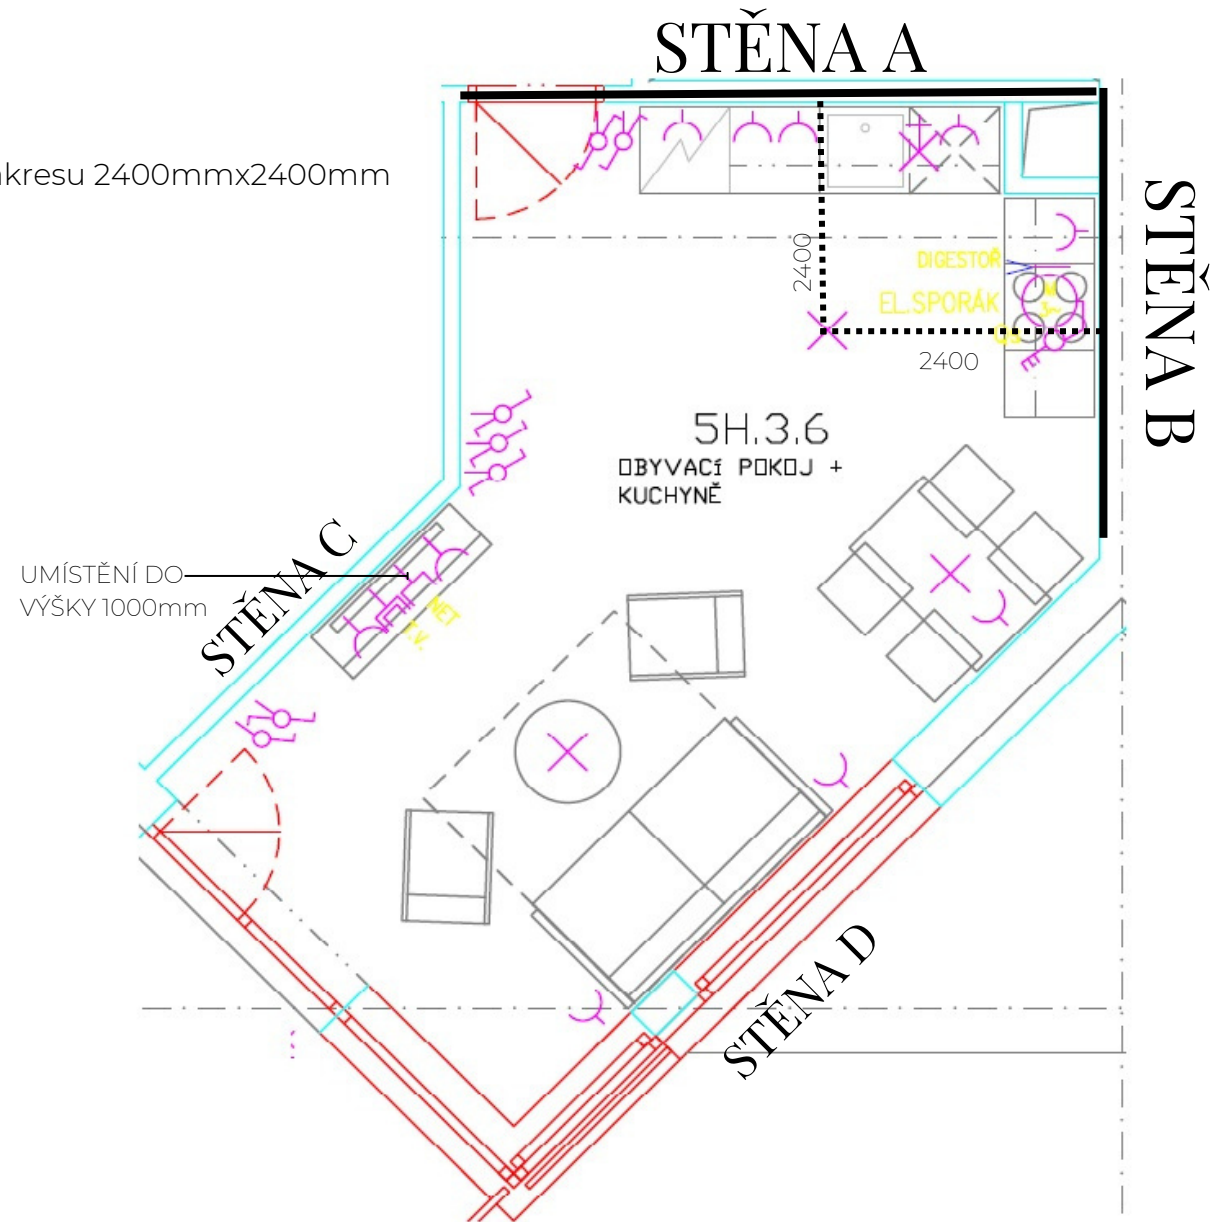 STĚNA A
kresu 2400mmx2400mm
STĚNA B
2400
DIGESTOŘ
EL.SPORÁK
3~
2400
5H.3.6
OBYVACí POKOJ +
KUCHYNĚ
STĚNA C
UMÍSTĚNÍ DO
VÝŠKY 1000mm
NET
T.V.
STĚNA D